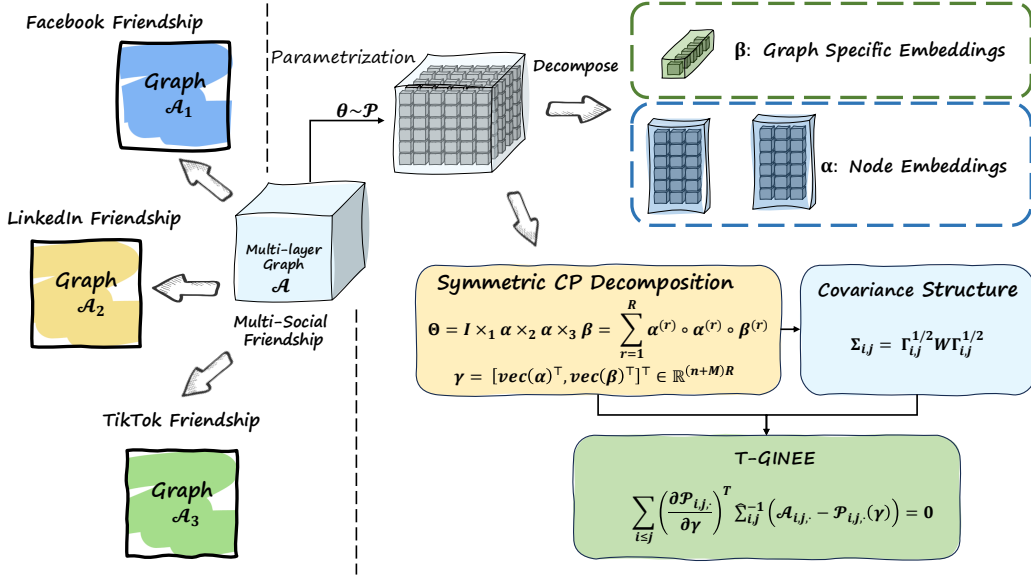 Facebook Friendship
Graph
𝒜₁
LinkedIn Friendship
Graph
𝒜₂
TikTok Friendship
Graph
𝒜₃
Multi-layer
Graph
𝒜
Multi-Social
Friendship
Parametrization
θ~𝒫
Decompose
β: Graph Specific Embeddings
α: Node Embeddings
Symmetric CP Decomposition
Θ = I ×₁ α ×₂ α ×₃ β = ∑_{r=1}^{R} α^{(r)} ∘ α^{(r)} ∘ β^{(r)}
γ = [vec(α)^⊤, vec(β)^⊤]^⊤ ∈ ℝ^{(n+M)R}
Covariance Structure
Σ_{i,j} = Γ_{i,j}^{1/2} W Γ_{i,j}^{1/2}
T-GINEE
∑_{i≤j} (∂𝒫_{i,j,·}/∂γ)^T Σ̂_{i,j}^{-1} (𝒜_{i,j,·} − 𝒫_{i,j,·}(γ)) = 0